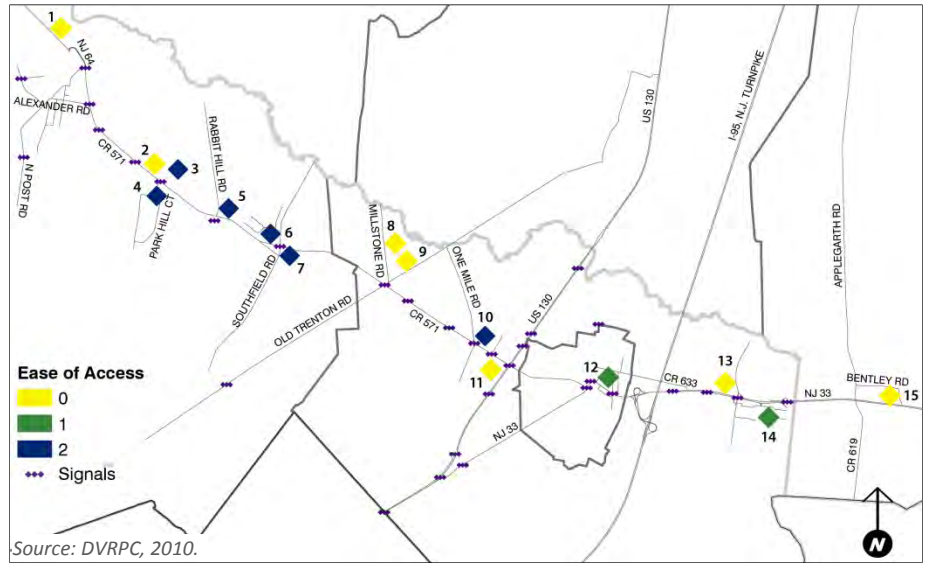 1
NJ 64
ALEXANDER RD
N POST RD
CR 571
2
3
4
PARK HILL CT
RABBIT HILL RD
5
6
7
SOUTHFIELD RD
OLD TRENTON RD
MILLSTONE RD
8
9
ONE MILE RD
CR 571
10
11
US 130
US 130
I-95, N.J. TURNPIKE
NJ 33
12
CR 633
13
14
NJ 33
APPLEGARTH RD
BENTLEY RD
15
CR 619
Ease of Access
0
1
2
Signals
N
Source: DVRPC, 2010.